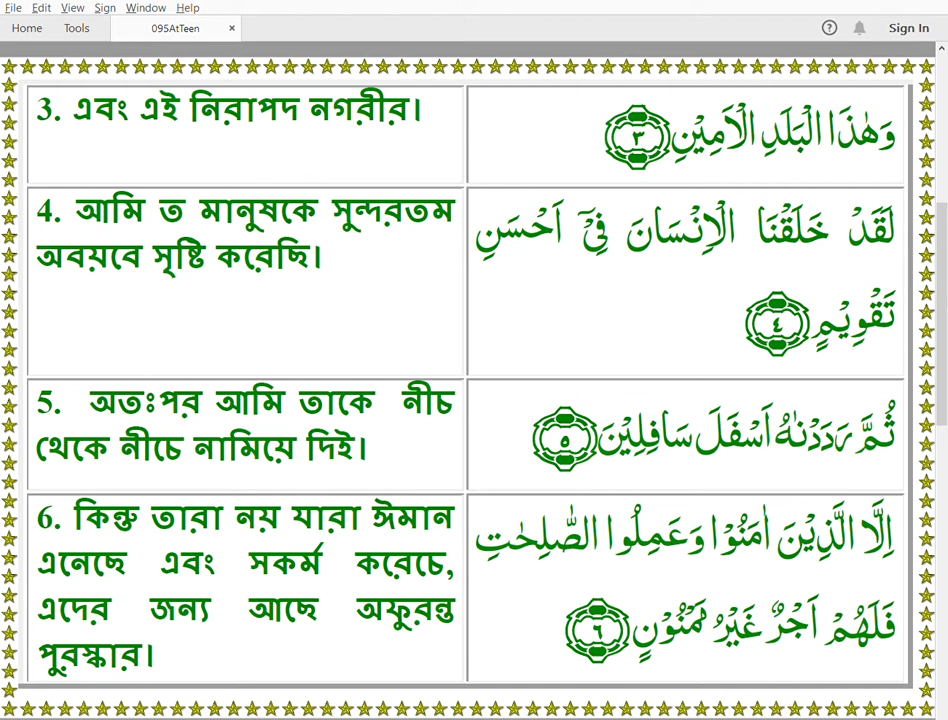 File Edit View Sign Window Help
Home Tools 095AtTeen × ? Sign In
3. এবং এই নিরাপদ নগরীর।
وَهٰذَا الْبَلَدِ الْاَمِيْنِ ﴿٣﴾
4. আমি ত মানুষকে সুন্দরতম
অবয়বে সৃষ্টি করেছি।
لَقَدْ خَلَقْنَا الْاِنْسَانَ فِيْۤ اَحْسَنِ
تَقْوِيْمٍ ﴿٤﴾
5. অতঃপর আমি তাকে নীচ
থেকে নীচে নামিয়ে দিই।
ثُمَّ رَدَدْنٰهُ اَسْفَلَ سَافِلِيْنَ ﴿٥﴾
6. কিন্তু তারা নয় যারা ঈমান
এনেছে এবং সকর্ম করেচে,
এদের জন্য আছে অফুরন্ত
পুরস্কার।
اِلَّا الَّذِيْنَ اٰمَنُوْا وَعَمِلُوا الصّٰلِحٰتِ
فَلَهُمْ اَجْرٌ غَيْرُ مَمْنُوْنٍ ﴿٦﴾